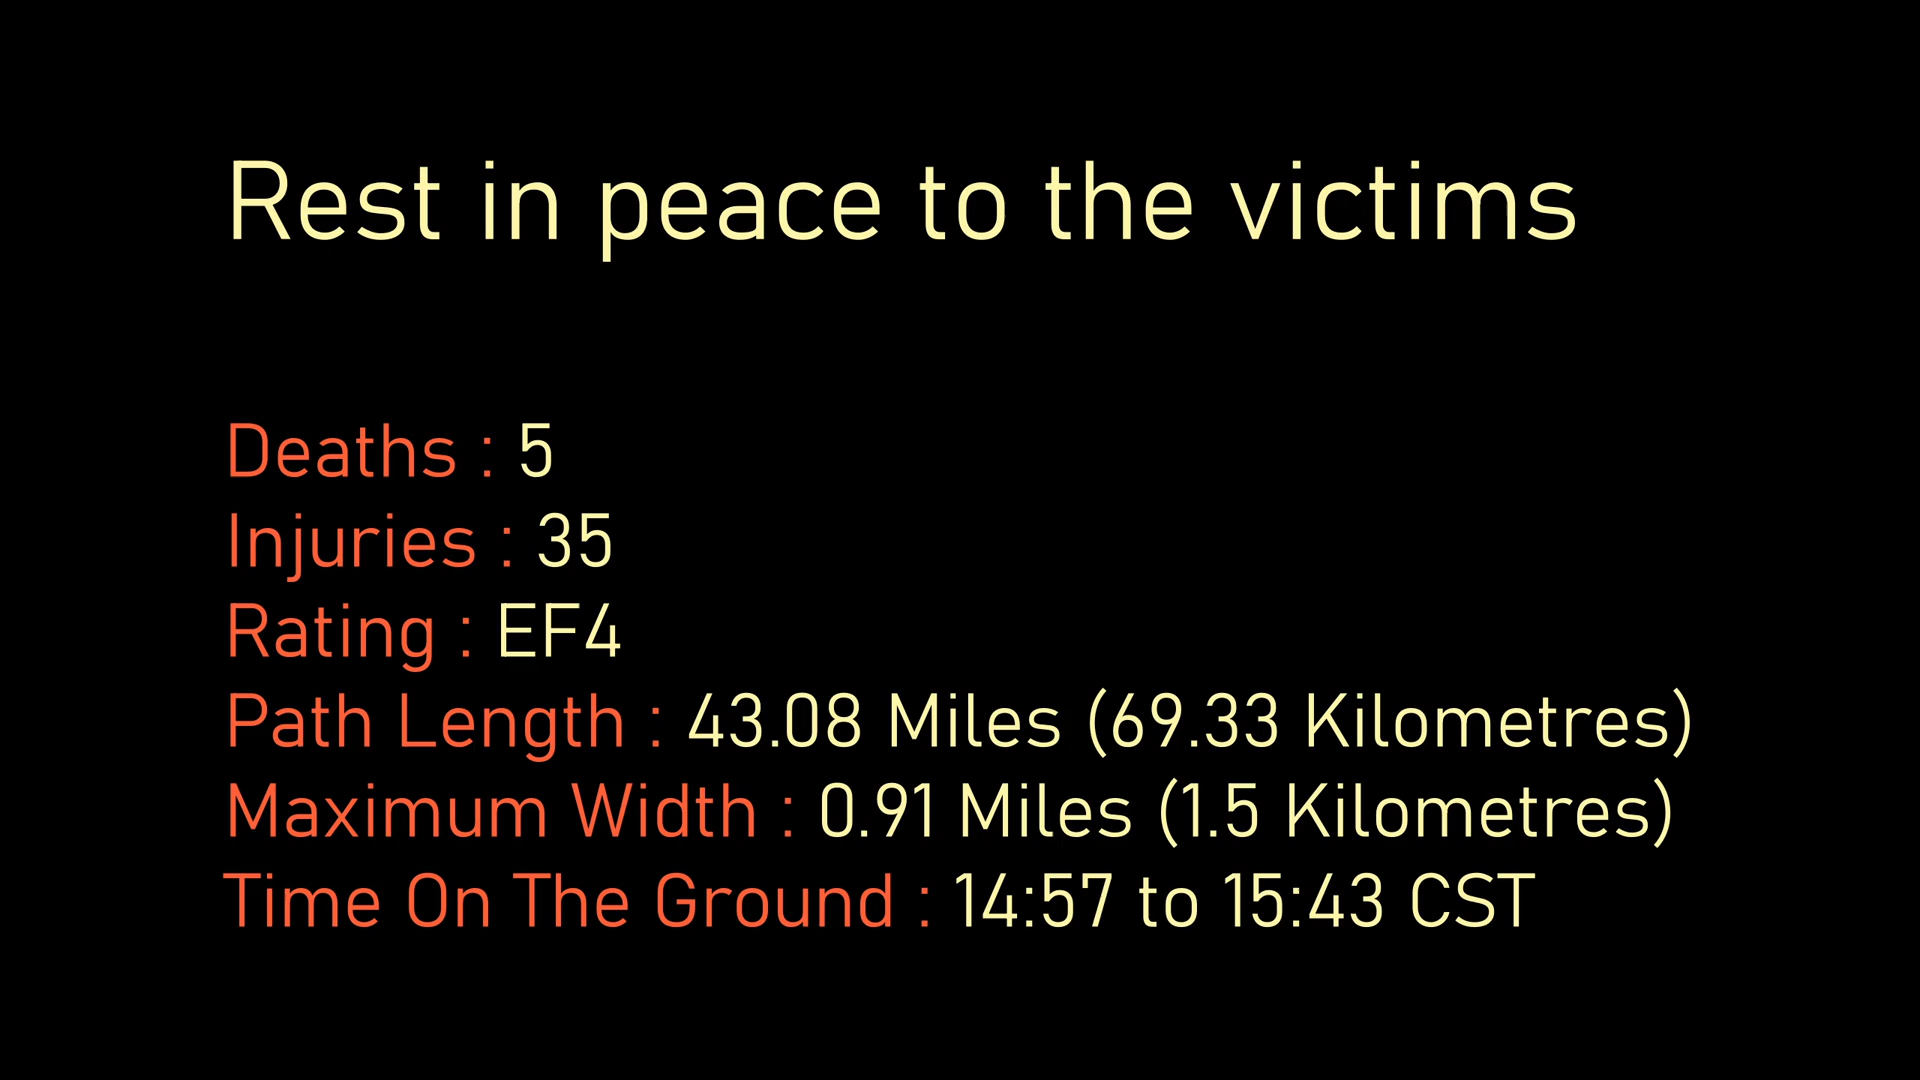 Rest in peace to the victims
Deaths : 5
Injuries : 35
Rating : EF4
Path Length : 43.08 Miles (69.33 Kilometres)
Maximum Width : 0.91 Miles (1.5 Kilometres)
Time On The Ground : 14:57 to 15:43 CST